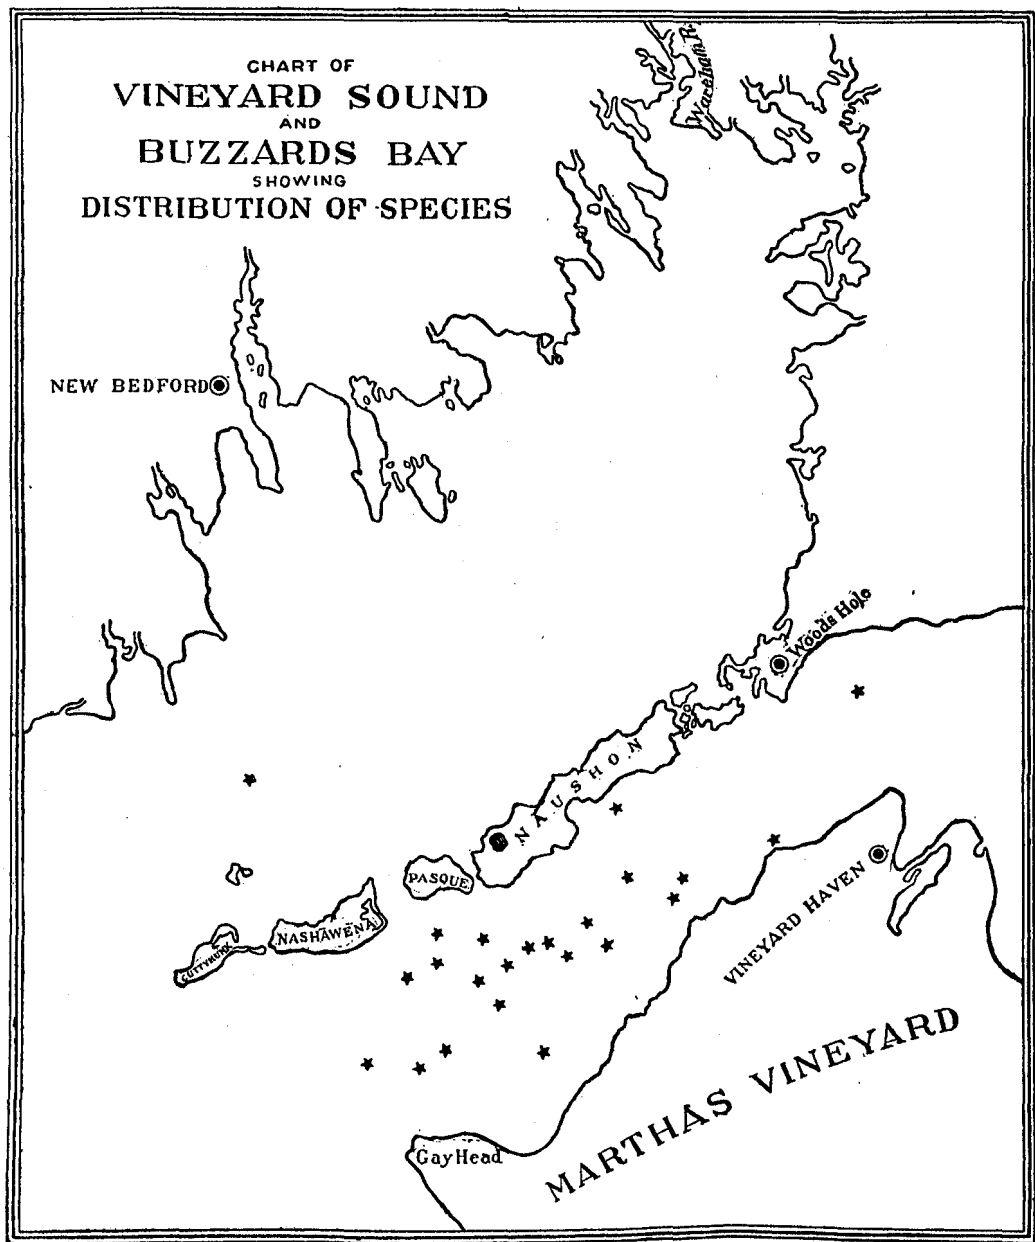 CHART OF
VINEYARD SOUND
AND
BUZZARDS BAY
SHOWING
DISTRIBUTION OF SPECIES
Wareham R.
NEW BEDFORD
Woods Hole
NAUSHON
PASQUE
NASHAWENA
CUTTYHUNK
VINEYARD HAVEN
MARTHAS VINEYARD
Gay Head